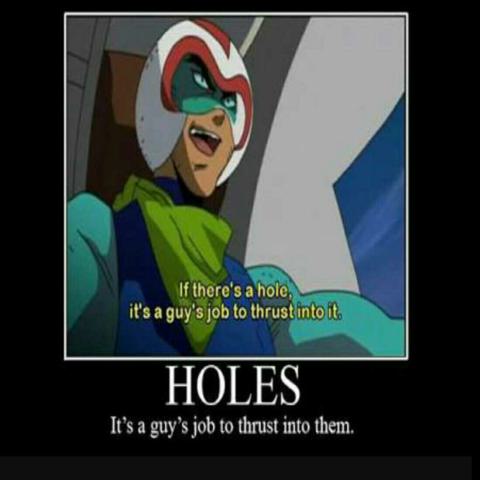 If there's a hole,
it's a guy's job to thrust into it.
HOLES
It's a guy's job to thrust into them.